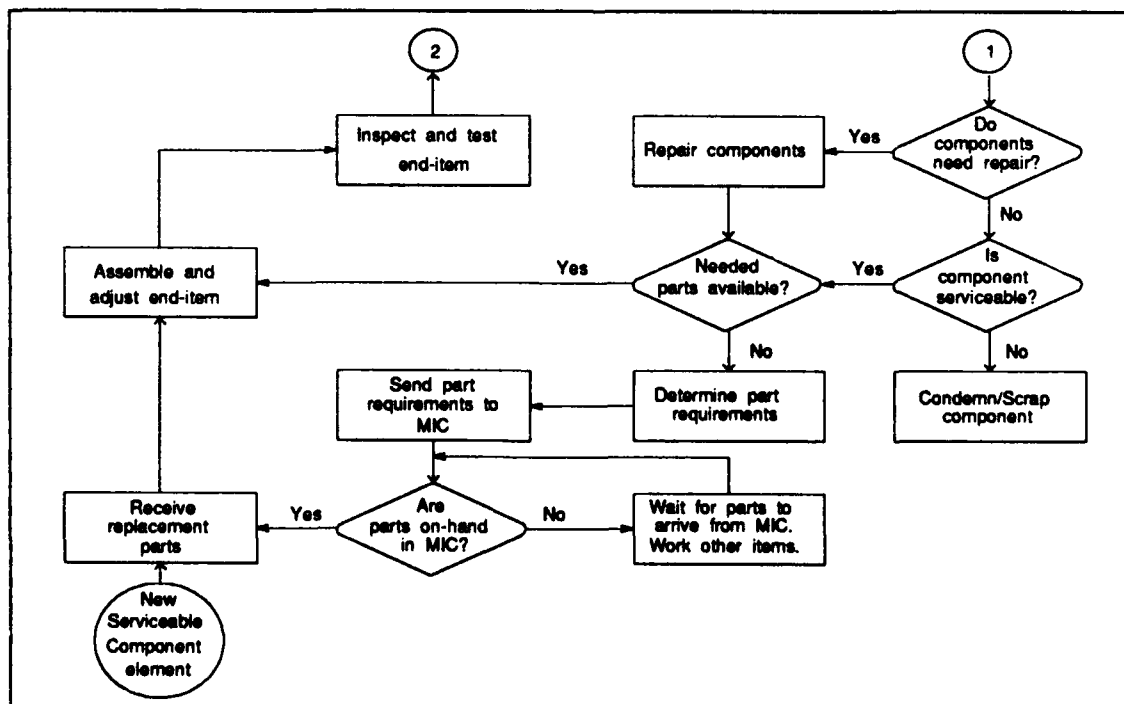 2
1
Inspect and test
end-item
Repair components
Yes
Do
components
need repair?
No
Assemble and
adjust end-item
Yes
Needed
parts available?
Yes
Is
component
serviceable?
No
No
Send part
requirements to
MIC
Determine part
requirements
Condemn/Scrap
component
Receive
replacement
parts
Yes
Are
parts on-hand
in MIC?
No
Wait for parts to
arrive from MIC.
Work other items.
New
Serviceable
Component
element